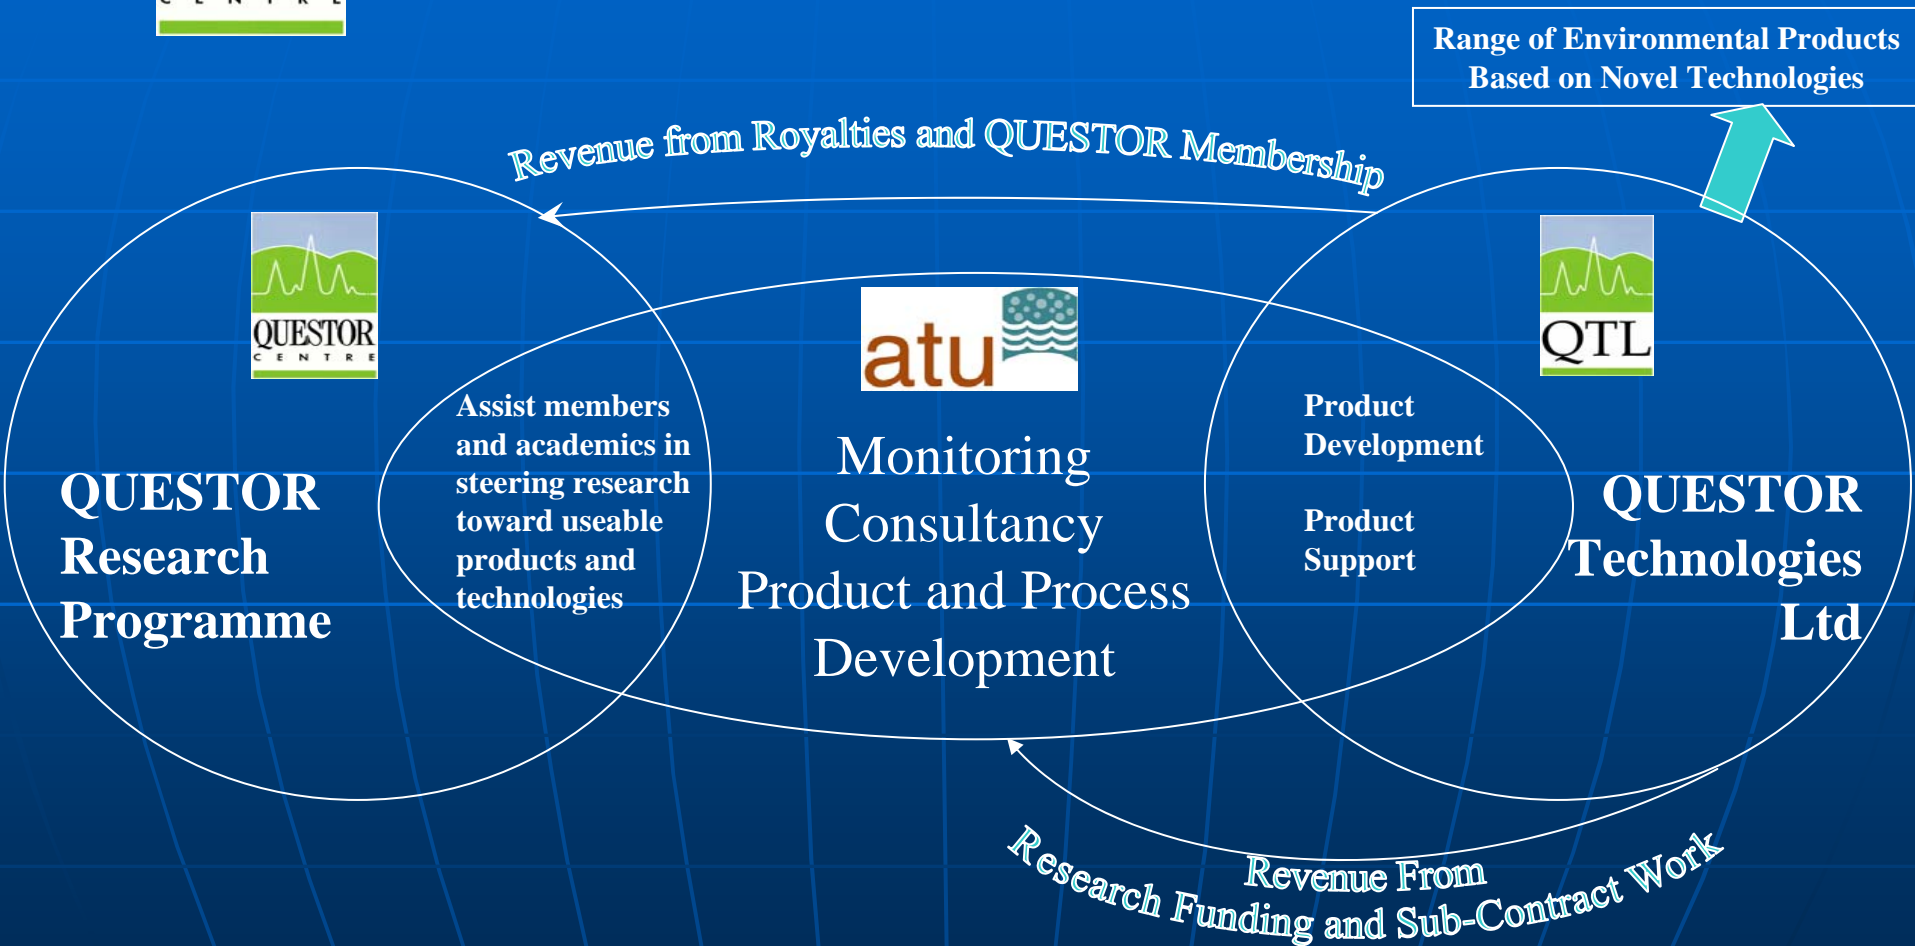 CENTRE
Range of Environmental Products
Based on Novel Technologies
Revenue from Royalties and QUESTOR Membership
QUESTOR
CENTRE
atu
QTL
Assist members
and academics in
steering research
toward useable
products and
technologies
QUESTOR
Research
Programme
Monitoring
Consultancy
Product and Process
Development
Product
Development
Product
Support
QUESTOR
Technologies
Ltd
Revenue From
Research Funding and Sub-Contract Work